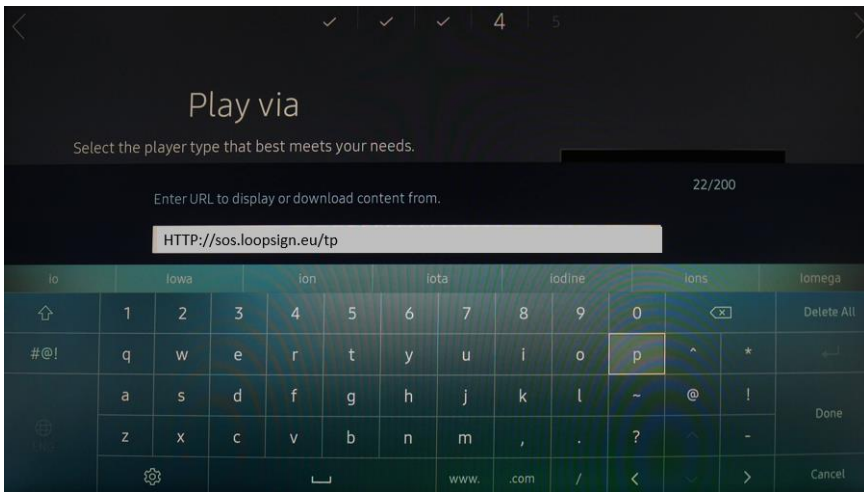 4 5
Play via
Select the player type that best meets your needs.
22/200
Enter URL to display or download content from.
HTTP://sos.loopsign.eu/tp
io Iowa ion iota iodine ions Iomega
1 2 3 4 5 6 7 8 9 0 Delete All
#@! q w e r t y u i o p ^ *
a s d f g h j k l ~ @ !
Done
z x c v b n m , . ? -
www. .com / < > Cancel